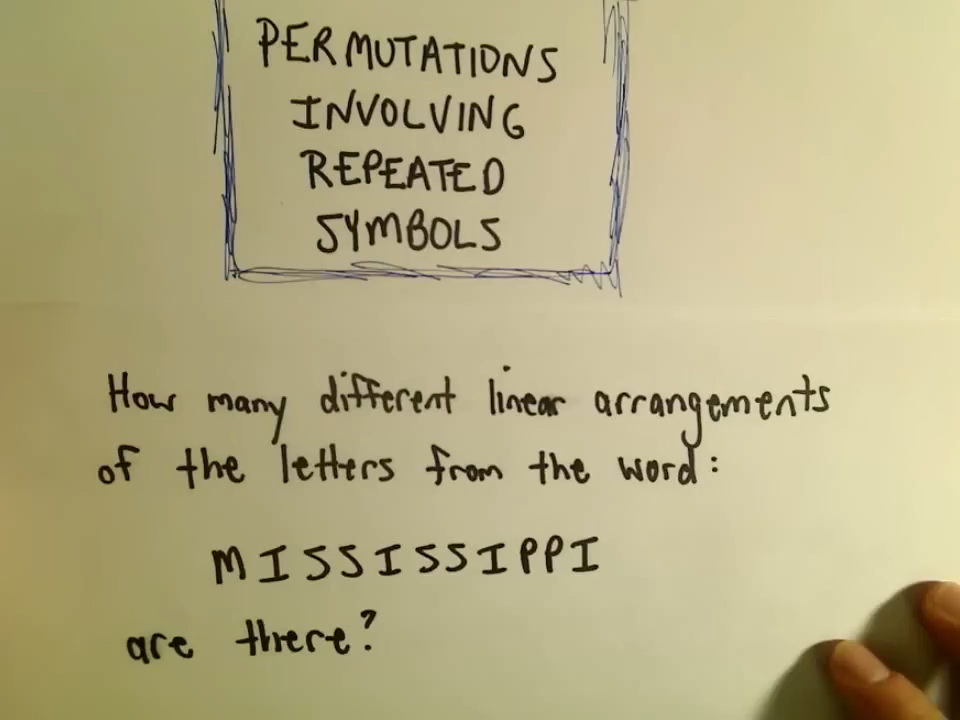 PERMUTATIONS
INVOLVING
REPEATED
SYMBOLS
How many different linear arrangements
of the letters from the word:
MISSISSIPPI
are there?